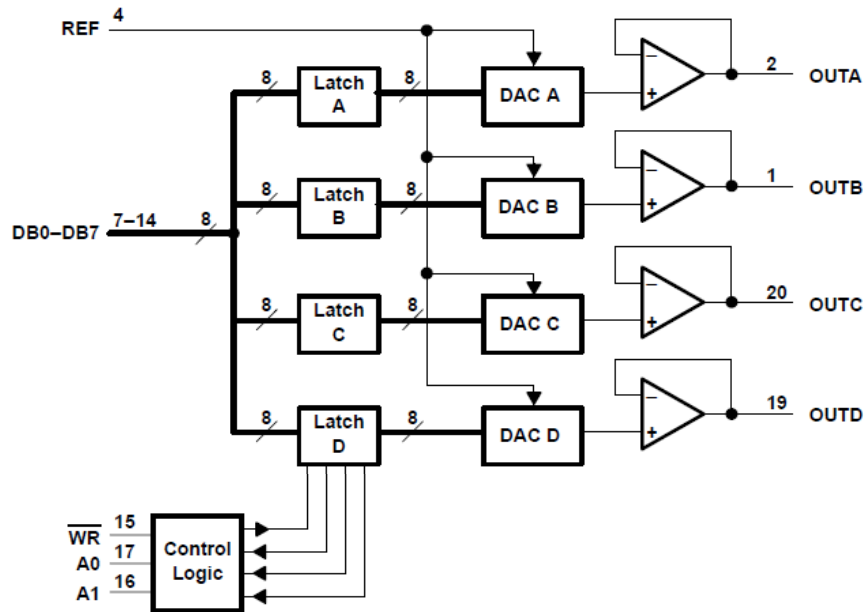 REF 4
8 Latch A 8 DAC A − + 2 OUTA
8 Latch B 8 DAC B − + 1 OUTB
DB0–DB7 7–14 8
8 Latch C 8 DAC C − + 20 OUTC
8 Latch D 8 DAC D − + 19 OUTD
WR 15
A0 17
A1 16
Control
Logic